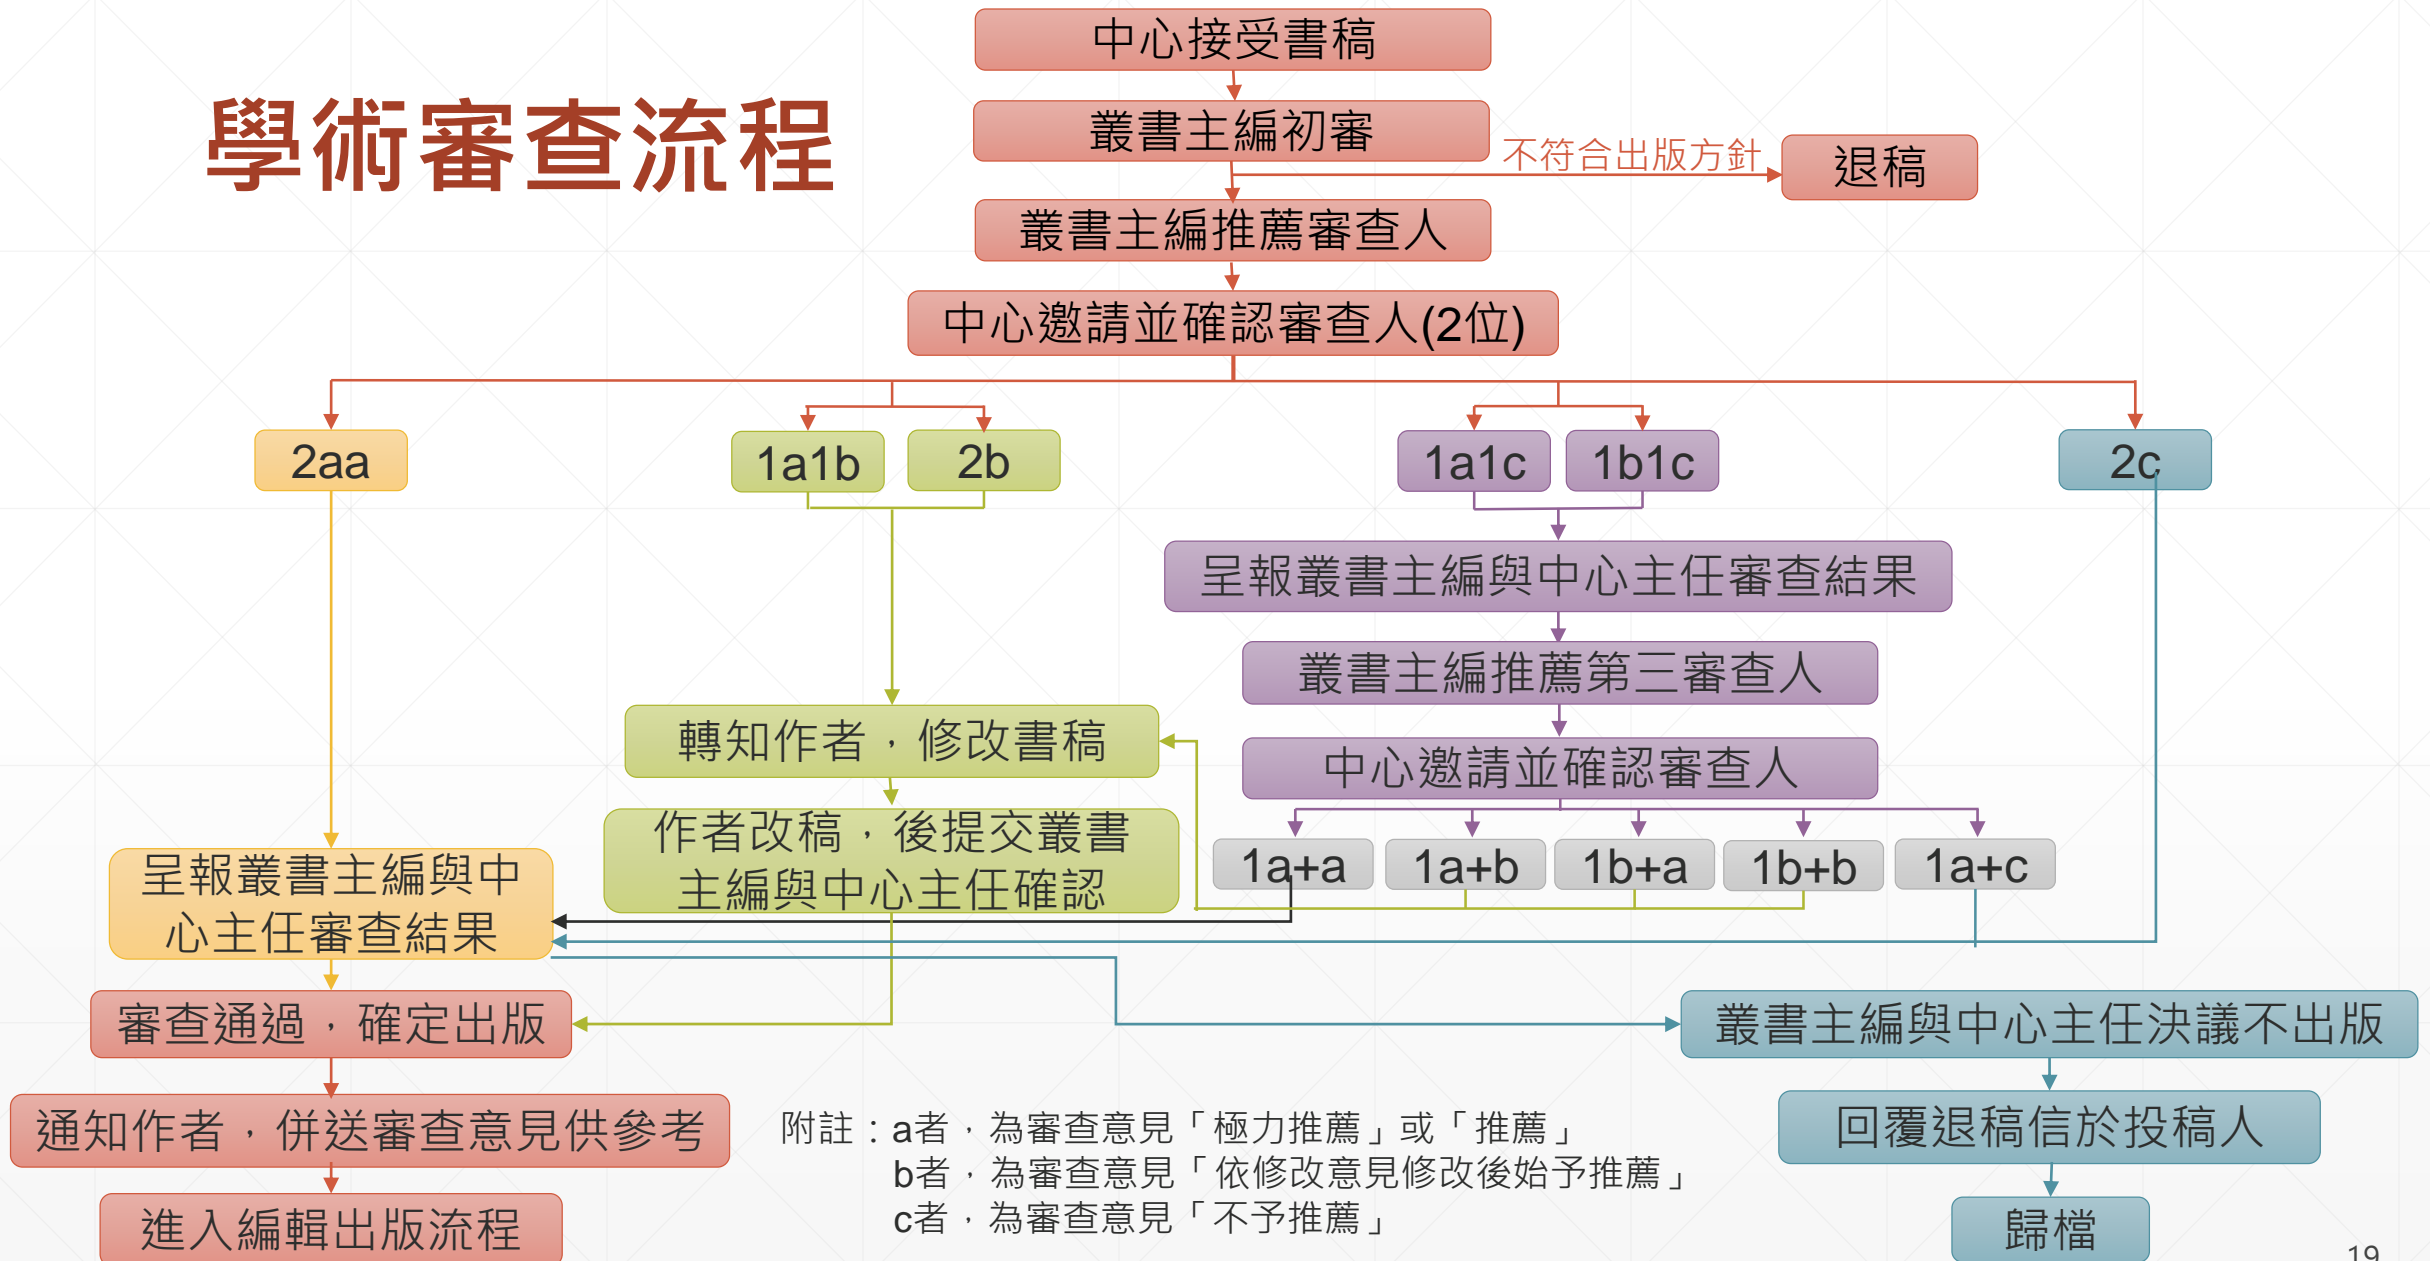 學術審查流程
中心接受書稿
叢書主編初審
不符合出版方針
退稿
叢書主編推薦審查人
中心邀請並確認審查人(2位)
2aa
1a1b
2b
1a1c
1b1c
2c
呈報叢書主編與中心主任審查結果
叢書主編推薦第三審查人
中心邀請並確認審查人
1a+a
1a+b
1b+a
1b+b
1a+c
轉知作者，修改書稿
作者改稿，後提交叢書
主編與中心主任確認
呈報叢書主編與中
心主任審查結果
審查通過，確定出版
通知作者，併送審查意見供參考
進入編輯出版流程
叢書主編與中心主任決議不出版
回覆退稿信於投稿人
歸檔
附註：a者，為審查意見「極力推薦」或「推薦」
b者，為審查意見「依修改意見修改後始予推薦」
c者，為審查意見「不予推薦」
19